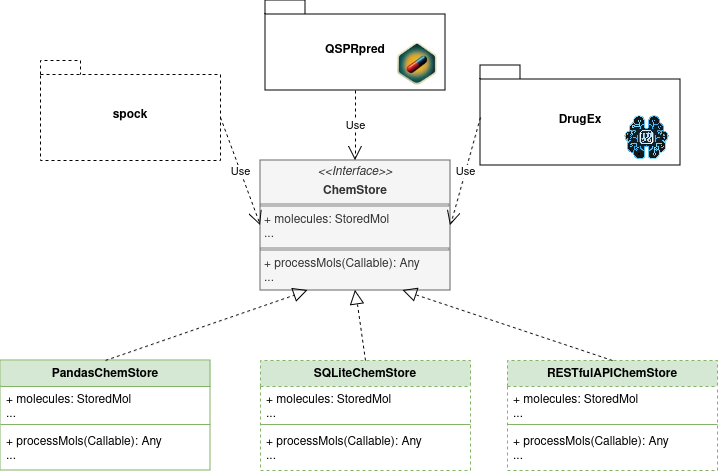 QSPRpred
spock
DrugEx
Use
Use
Use
<<Interface>>
ChemStore
+ molecules: StoredMol
...
+ processMols(Callable): Any
...
PandasChemStore
+ molecules: StoredMol
...
+ processMols(Callable): Any
...
SQLiteChemStore
+ molecules: StoredMol
...
+ processMols(Callable): Any
...
RESTfulAPIChemStore
+ molecules: StoredMol
...
+ processMols(Callable): Any
...